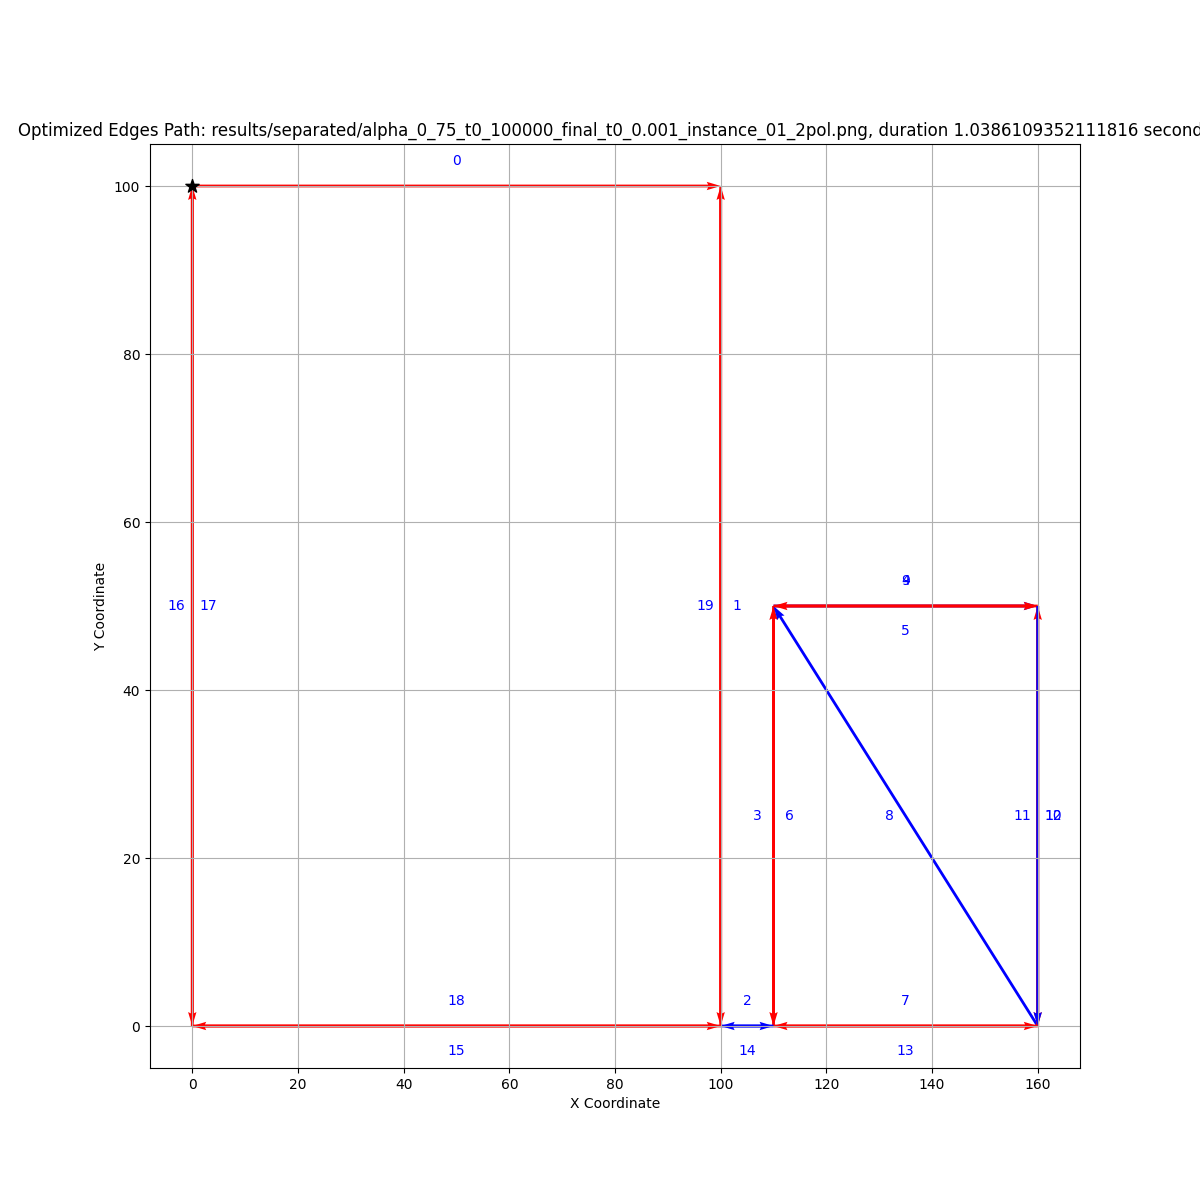 Optimized Edges Path: results/separated/alpha_0_75_t0_100000_final_t0_0.001_instance_01_2pol.png, duration 1.0386109352111816 second
0
100
80
60
9
16 17 19 1
5
40
3 6 8 11
20
18 2 7
0
15 14 13
0 20 40 60 80 100 120 140 160
X Coordinate
Y Coordinate